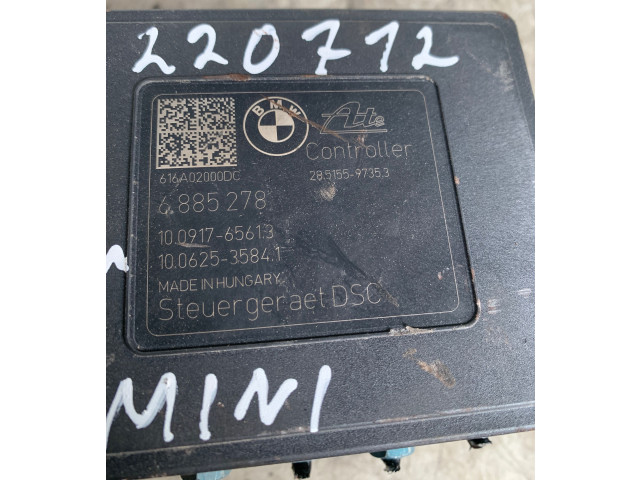 220712
BMW Ate
Controller
616A02000DC 28.5155-9735.3
6 885 278
10.0917-6561.3
10.0625-3584.1
MADE IN HUNGARY
Steuergeraet DSC
MINI